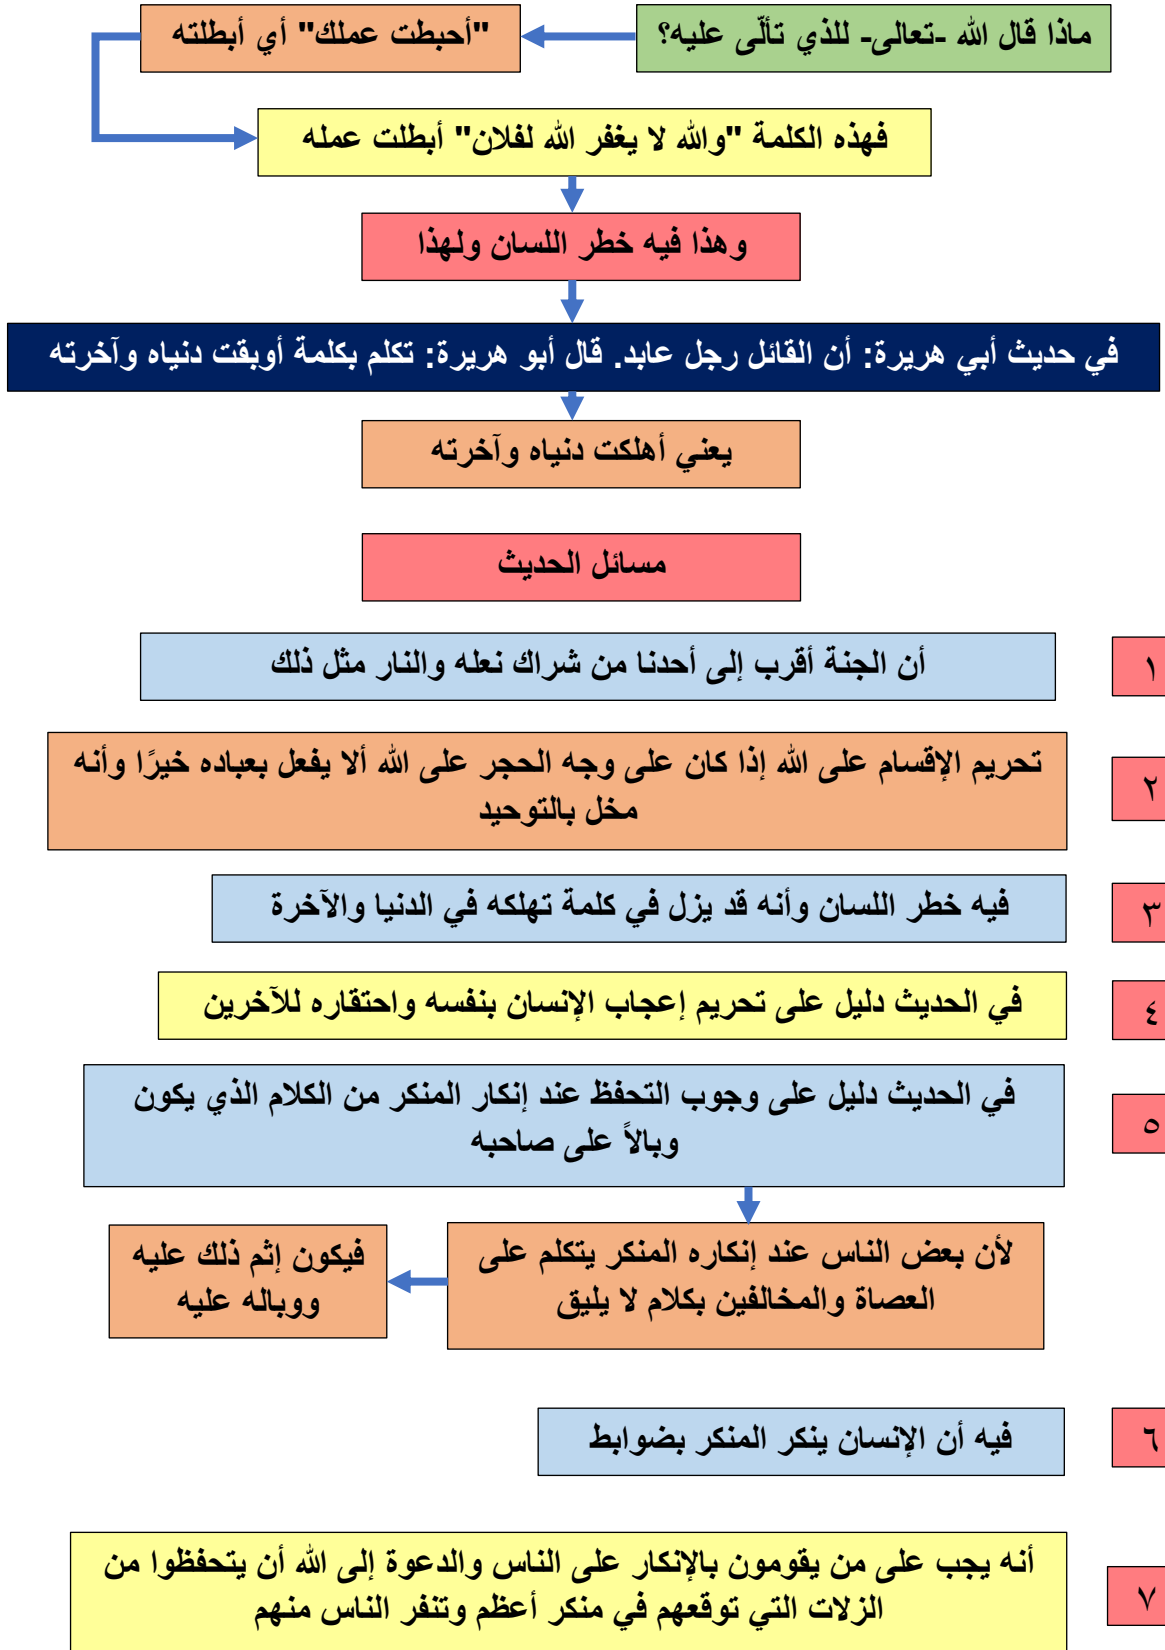 ماذا قال الله -تعالى- للذي تألّى عليه؟
"أحبطت عملك" أي أبطلته
فهذه الكلمة "والله لا يغفر الله لفلان" أبطلت عمله
وهذا فيه خطر اللسان ولهذا
في حديث أبي هريرة: أن القائل رجل عابد. قال أبو هريرة: تكلم بكلمة أوبقت دنياه وآخرته
يعني أهلكت دنياه وآخرته
مسائل الحديث
١
أن الجنة أقرب إلى أحدنا من شراك نعله والنار مثل ذلك
٢
تحريم الإقسام على الله إذا كان على وجه الحجر على الله ألا يفعل بعباده خيرًا وأنه
مخل بالتوحيد
٣
فيه خطر اللسان وأنه قد يزل في كلمة تهلكه في الدنيا والآخرة
٤
في الحديث دليل على تحريم إعجاب الإنسان بنفسه واحتقاره للآخرين
٥
في الحديث دليل على وجوب التحفظ عند إنكار المنكر من الكلام الذي يكون
وبالاً على صاحبه
لأن بعض الناس عند إنكاره المنكر يتكلم على
العصاة والمخالفين بكلام لا يليق
فيكون إثم ذلك عليه
ووباله عليه
٦
فيه أن الإنسان ينكر المنكر بضوابط
٧
أنه يجب على من يقومون بالإنكار على الناس والدعوة إلى الله أن يتحفظوا من
الزلات التي توقعهم في منكر أعظم وتنفر الناس منهم